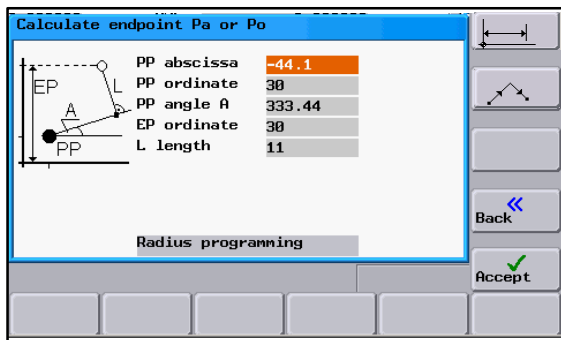 Calculate endpoint Pa or Po
PP abscissa -44.1
EP L PP ordinate 30
A PP angle A 333.44
EP ordinate 30
PP L length 11
Back
Radius programming
Accept